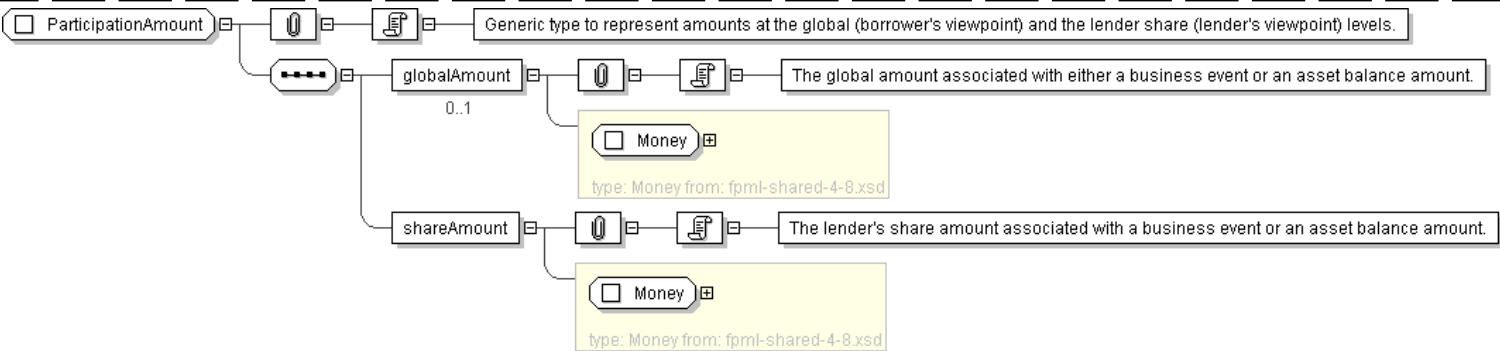 ParticipationAmount
Generic type to represent amounts at the global (borrower's viewpoint) and the lender share (lender's viewpoint) levels.
globalAmount
The global amount associated with either a business event or an asset balance amount.
0..1
Money
type: Money from: fpml-shared-4-8.xsd
shareAmount
The lender's share amount associated with a business event or an asset balance amount.
Money
type: Money from: fpml-shared-4-8.xsd